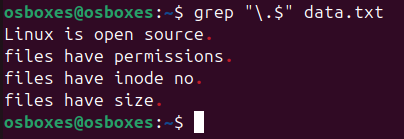 osboxes@osboxes:~$ grep "\.$" data.txt
Linux is open source.
files have permissions.
files have inode no.
files have size.
osboxes@osboxes:~$